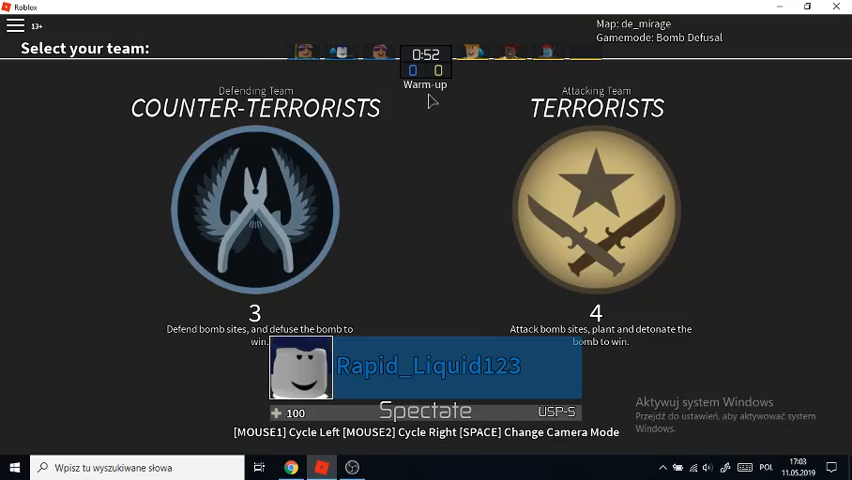 Roblox
13+
Map: de_mirage
Gamemode: Bomb Defusal
Select your team:
0:52
0 0
Warm-up
Defending Team
COUNTER-TERRORISTS
Attacking Team
TERRORISTS
3
Defend bomb sites, and defuse the bomb to
win.
4
Attack bomb sites, plant and detonate the
bomb to win.
Rapid_Liquid123
+ 100
Spectate
USP-S
[MOUSE1] Cycle Left [MOUSE2] Cycle Right [SPACE] Change Camera Mode
Aktywuj system Windows
Przejdź do ustawień, aby aktywować system
Windows.
Wpisz tu wyszukiwane słowa
POL
17:03
11.05.2019